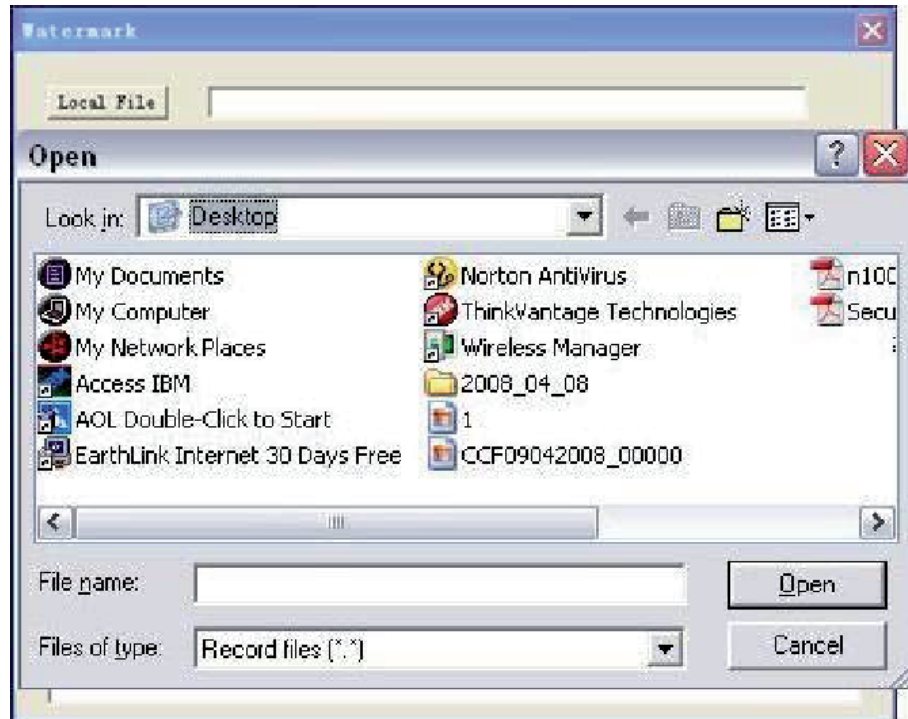 Watermark
Local File
Open
Look in: Desktop
My Documents
My Computer
My Network Places
Access IBM
AOL Double-Click to Start
EarthLink Internet 30 Days Free
Norton AntiVirus
ThinkVantage Technologies
Wireless Manager
2008_04_08
1
CCF09042008_00000
n100
Secu
File name:
Open
Files of type: Record files (*.*)
Cancel